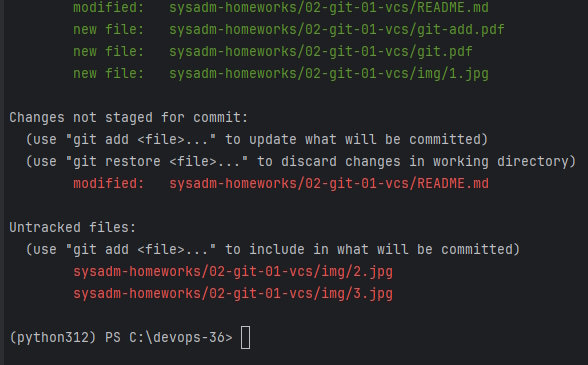 modified:   sysadm-homeworks/02-git-01-vcs/README.md
new file:   sysadm-homeworks/02-git-01-vcs/git-add.pdf
new file:   sysadm-homeworks/02-git-01-vcs/git.pdf
new file:   sysadm-homeworks/02-git-01-vcs/img/1.jpg
Changes not staged for commit:
(use "git add <file>..." to update what will be committed)
(use "git restore <file>..." to discard changes in working directory)
modified:   sysadm-homeworks/02-git-01-vcs/README.md
Untracked files:
(use "git add <file>..." to include in what will be committed)
sysadm-homeworks/02-git-01-vcs/img/2.jpg
sysadm-homeworks/02-git-01-vcs/img/3.jpg
(python312) PS C:\devops-36>